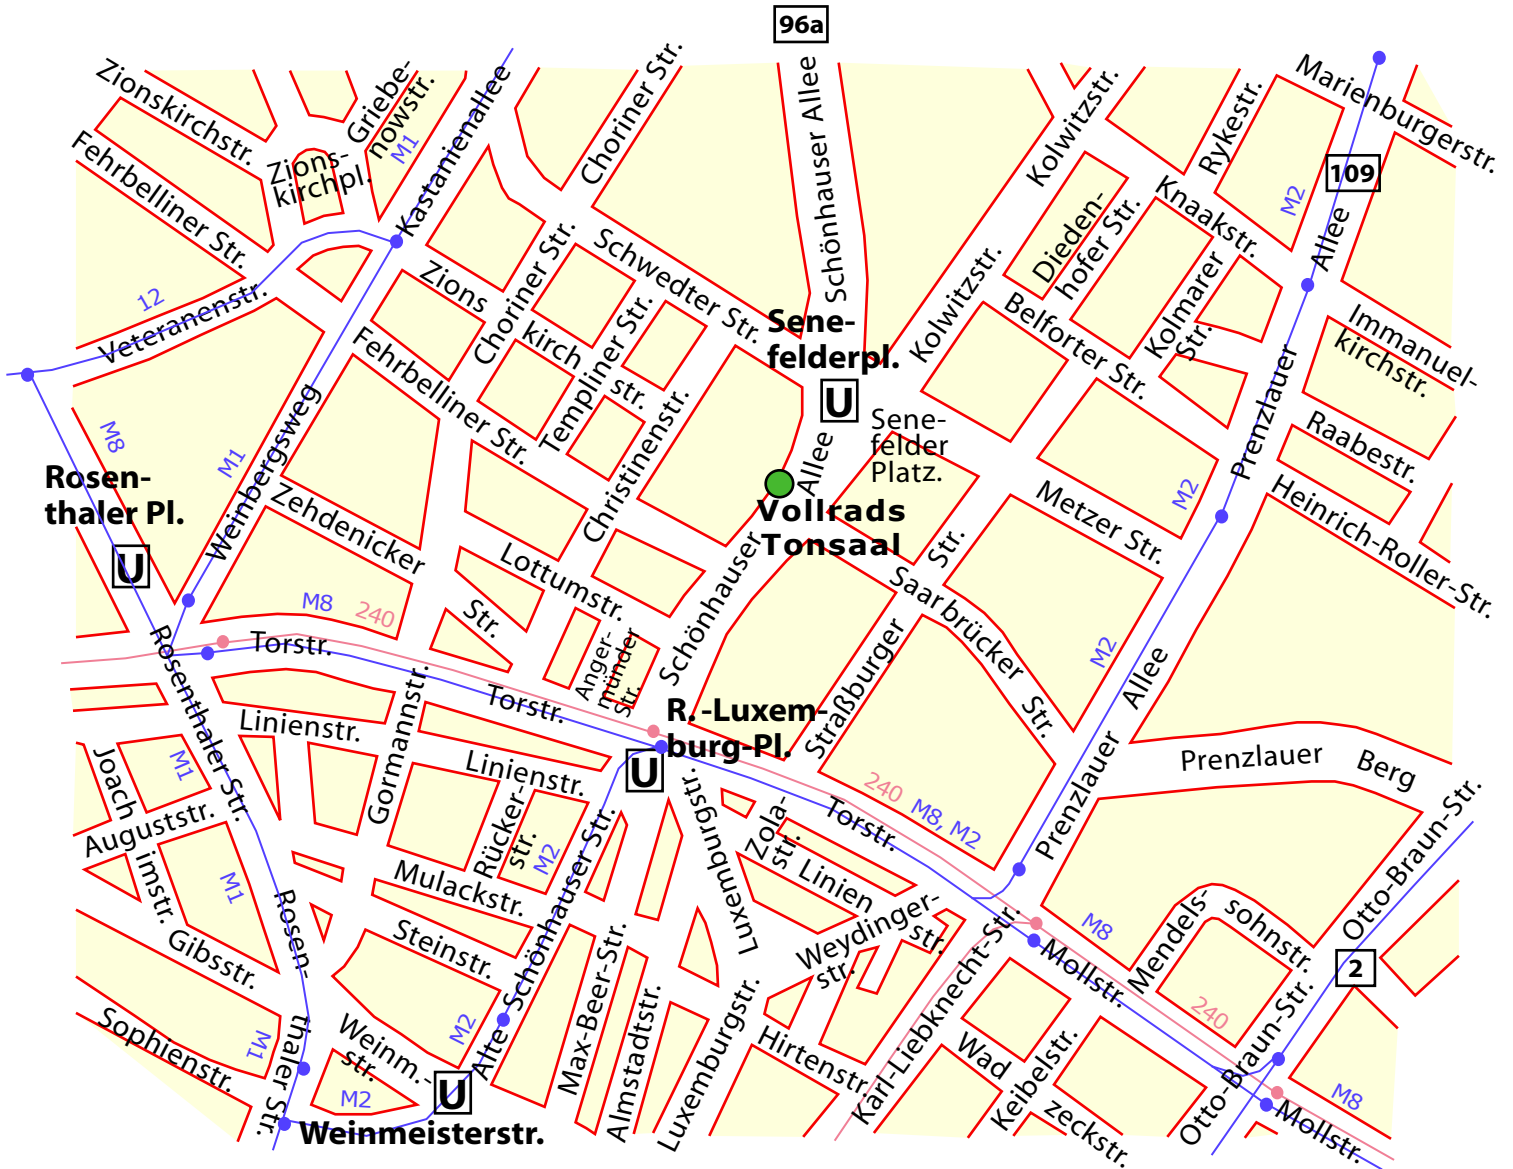 96a
Zionskirchstr.
Griebe-
nowstr.
M1
Kastanienallee
Choriner Str.
Schönhauser Allee
Kolwitzstr.
Rykestr.
Marienburgerstr.
109
Fehrbelliner Str.
Zions-
kirchpl.
M2
Knaakstr.
Dieden-
hofer Str.
Allee
12
Veteranenstr.
Zions
kirch
str.
Choriner Str.
Schwedter Str.
Templiner Str.
Kolwitzstr.
Belforter Str.
Kolmarer
Str.
Immanuel-
kirchstr.
Sene-
felderpl.
U
Fehrbelliner Str.
Christinenstr.
Sene-
felder
Platz.
Allee
Prenzlauer
Raabestr.
M8
M1
Weinbergsweg
Rosen-
thaler Pl.
U
Zehdenicker
Str.
Vollrads
Tonsaal
Metzer Str.
M2
Heinrich-Roller-Str.
Lottumstr.
Schönhauser
Str.
Saarbrücker
Str.
M8
240
Torstr.
Anger-
münder
Str.
Straßburger
M2
Allee
Rosenthaler Str.
Torstr.
R.-Luxem-
burg-Pl.
U
Linienstr.
Gormannstr.
Linienstr.
Prenzlauer
Prenzlauer
Berg
Joach
imstr.
M1
Auguststr.
Rücker-
str.
M2
Luxemburgstr.
Zola-
str.
240
M8, M2
Torstr.
Otto-Braun-Str.
M1
Mulackstr.
Linien
str.
Weydinger-
str.
Luxem
M8
Mendels-
sohnstr.
Gibsstr.
Rosen-
thaler Str.
Steinstr.
Alte Schönhauser Str.
Max-Beer-Str.
Karl-Liebknecht-Str.
Mollstr.
2
240
Sophienstr.
M1
Weinm.-
str.
M2
M2
U
Weinmeisterstr.
Almstadtstr.
Luxemburgstr.
Hirtenstr.
Wad
zeckstr.
Keibelstr.
Otto-Braun-Str.
M8
Mollstr.